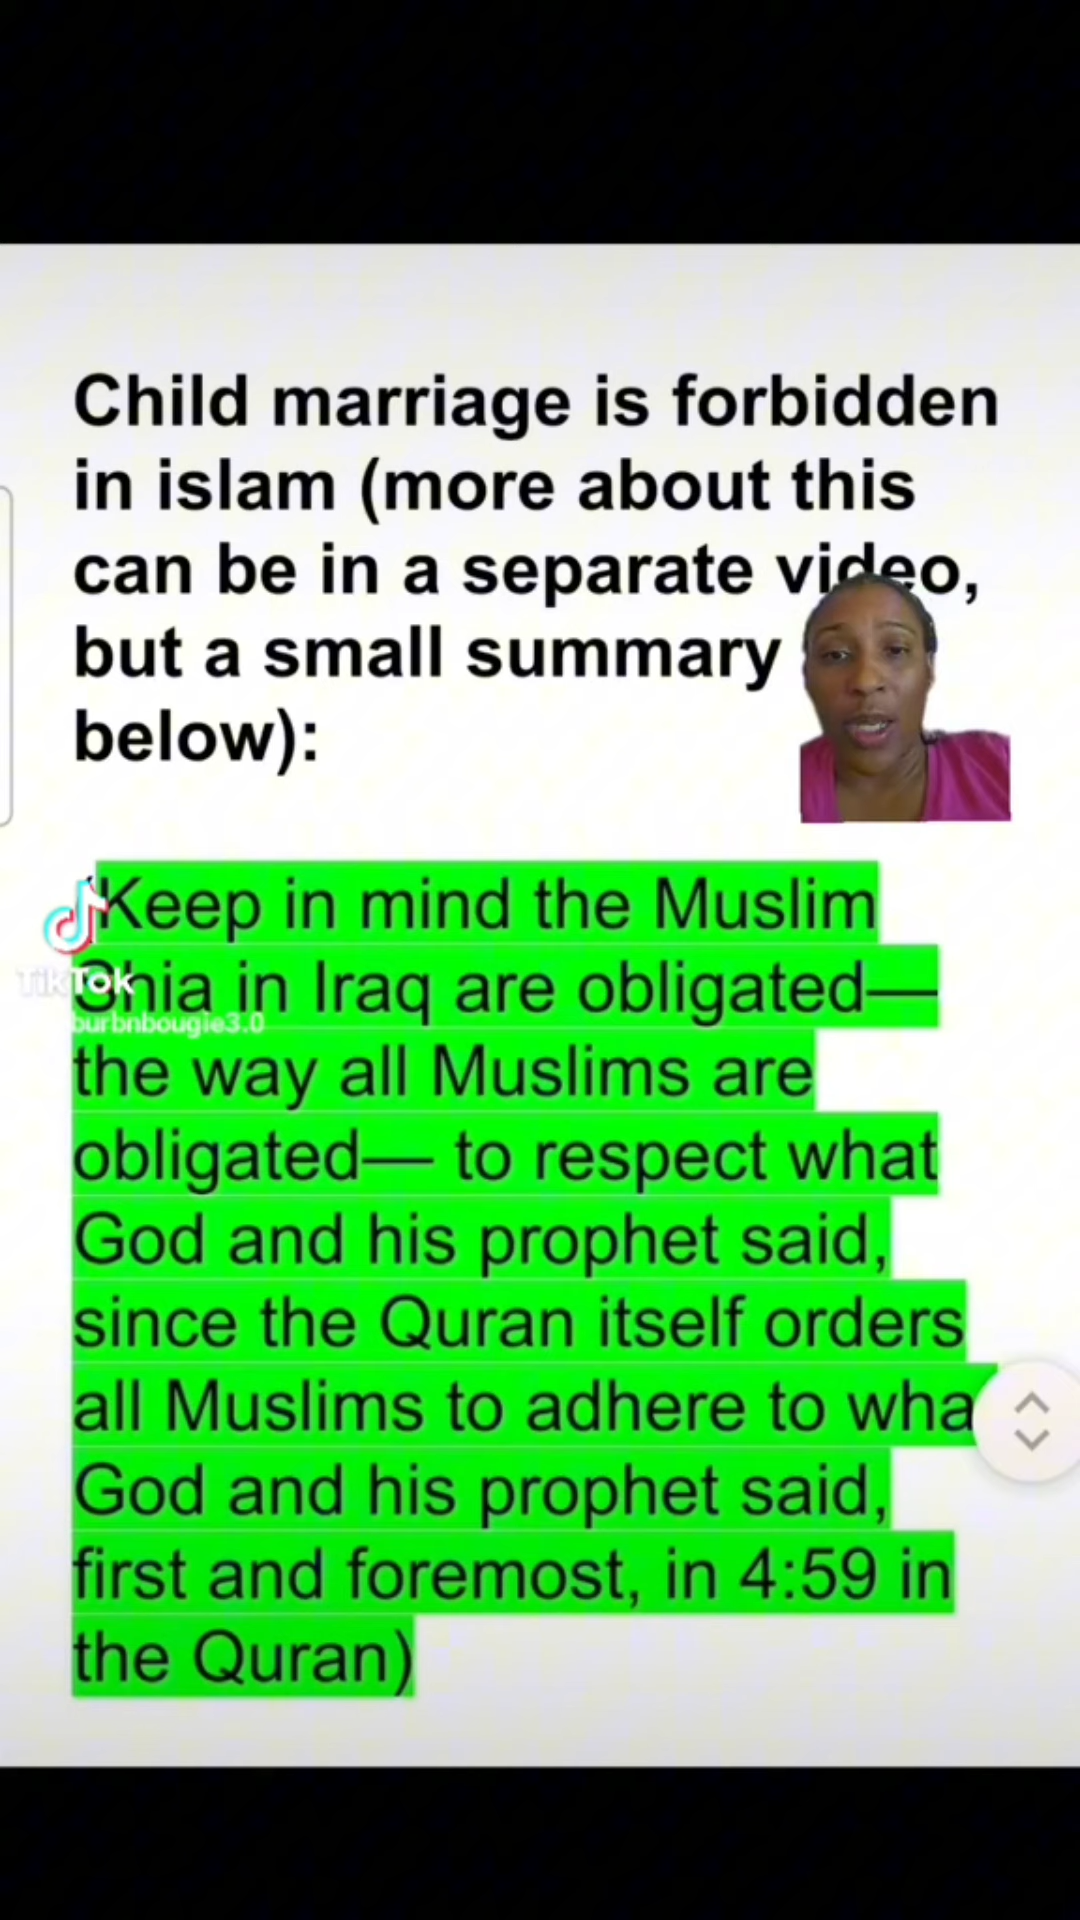 Child marriage is forbidden
in islam (more about this
can be in a separate video,
but a small summary
below):
(Keep in mind the Muslim
Shia in Iraq are obligated—
the way all Muslims are
obligated— to respect what
God and his prophet said,
since the Quran itself orders
all Muslims to adhere to wha
God and his prophet said,
first and foremost, in 4:59 in
the Quran)
TikTok
burbnbougie3.0